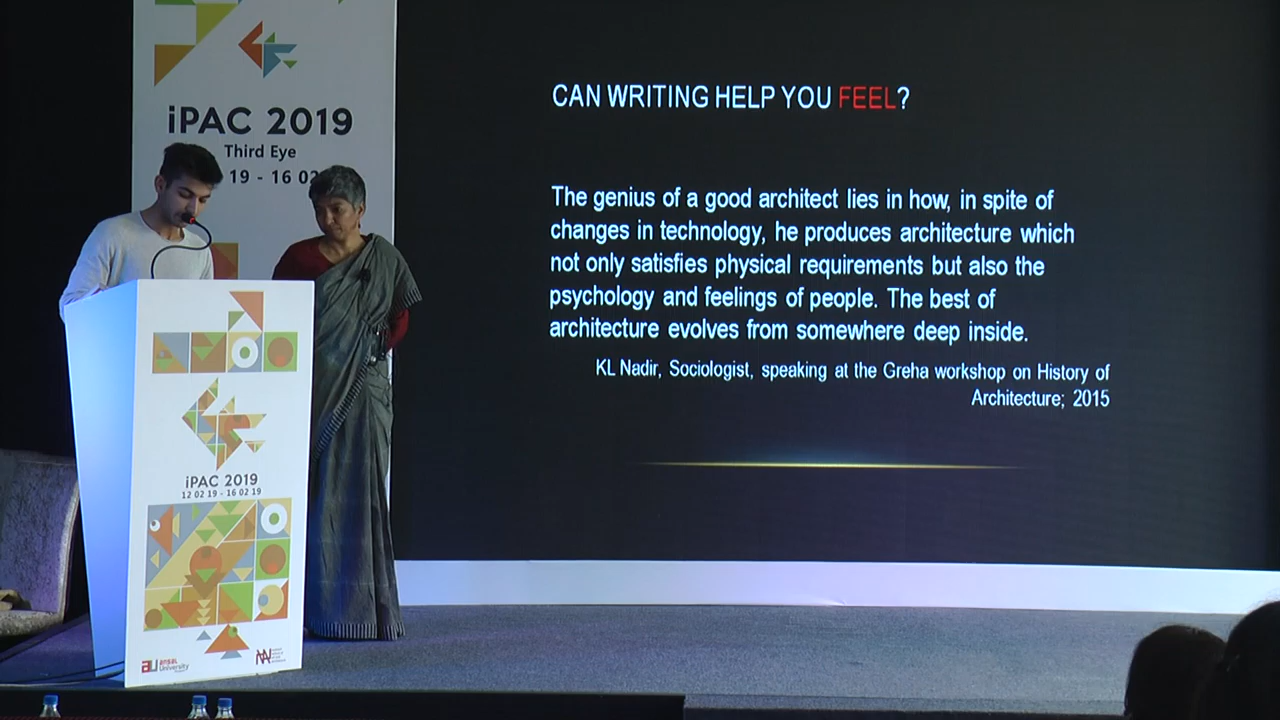 iPAC 2019
Third Eye
19 - 16 02
CAN WRITING HELP YOU FEEL?
The genius of a good architect lies in how, in spite of
changes in technology, he produces architecture which
not only satisfies physical requirements but also the
psychology and feelings of people. The best of
architecture evolves from somewhere deep inside.
KL Nadir, Sociologist, speaking at the Greha workshop on History of
Architecture; 2015
iPAC 2019
12 02 19 - 16 02 19
au ansal
University